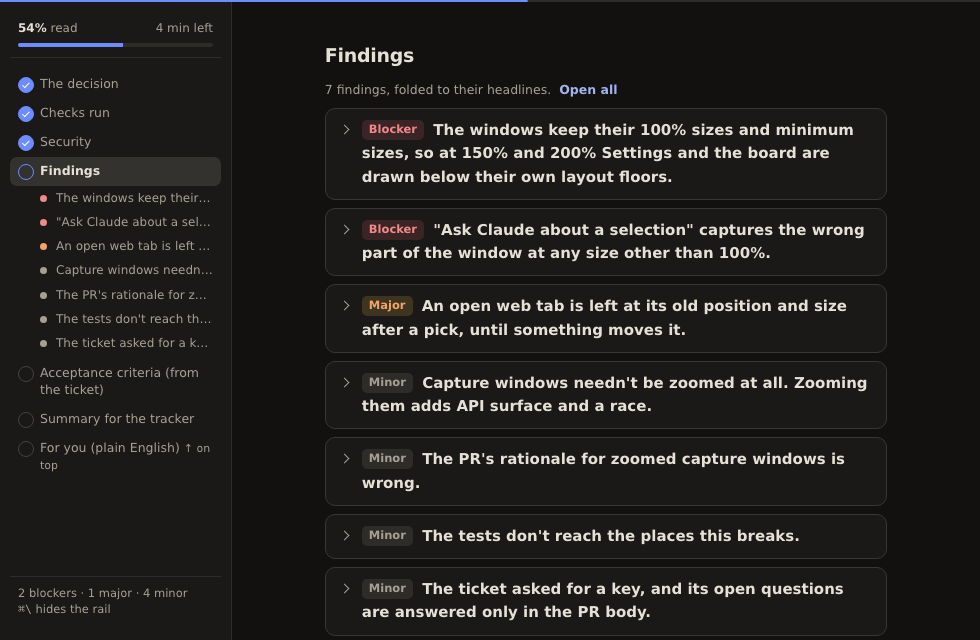 54% read 4 min left
The decision
Checks run
Security
Findings
The windows keep their…
"Ask Claude about a sel…
An open web tab is left …
Capture windows needn…
The PR's rationale for z…
The tests don't reach th…
The ticket asked for a k…
Acceptance criteria (from
the ticket)
Summary for the tracker
For you (plain English) ↑ on
top
2 blockers · 1 major · 4 minor
⌘\ hides the rail
Findings
7 findings, folded to their headlines. Open all
Blocker The windows keep their 100% sizes and minimum
sizes, so at 150% and 200% Settings and the board are
drawn below their own layout floors.
Blocker "Ask Claude about a selection" captures the wrong
part of the window at any size other than 100%.
Major An open web tab is left at its old position and size
after a pick, until something moves it.
Minor Capture windows needn't be zoomed at all. Zooming
them adds API surface and a race.
Minor The PR's rationale for zoomed capture windows is
wrong.
Minor The tests don't reach the places this breaks.
Minor The ticket asked for a key, and its open questions
are answered only in the PR body.